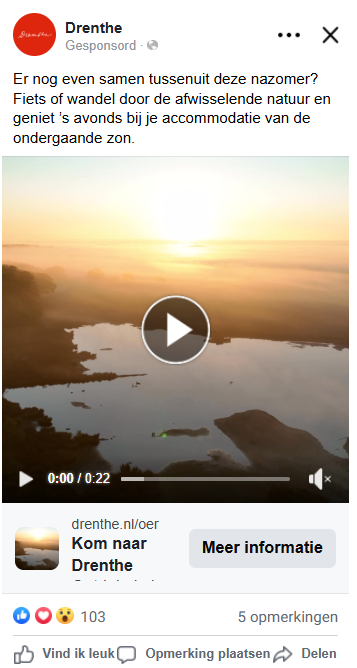 Drenthe
Drenthe
Gesponsord ·
Er nog even samen tussenuit deze nazomer?
Fiets of wandel door de afwisselende natuur en
geniet 's avonds bij je accommodatie van de
ondergaande zon.
0:00 / 0:22
drenthe.nl/oer
Kom naar
Drenthe
Meer informatie
103
5 opmerkingen
Vind ik leuk
Opmerking plaatsen
Delen